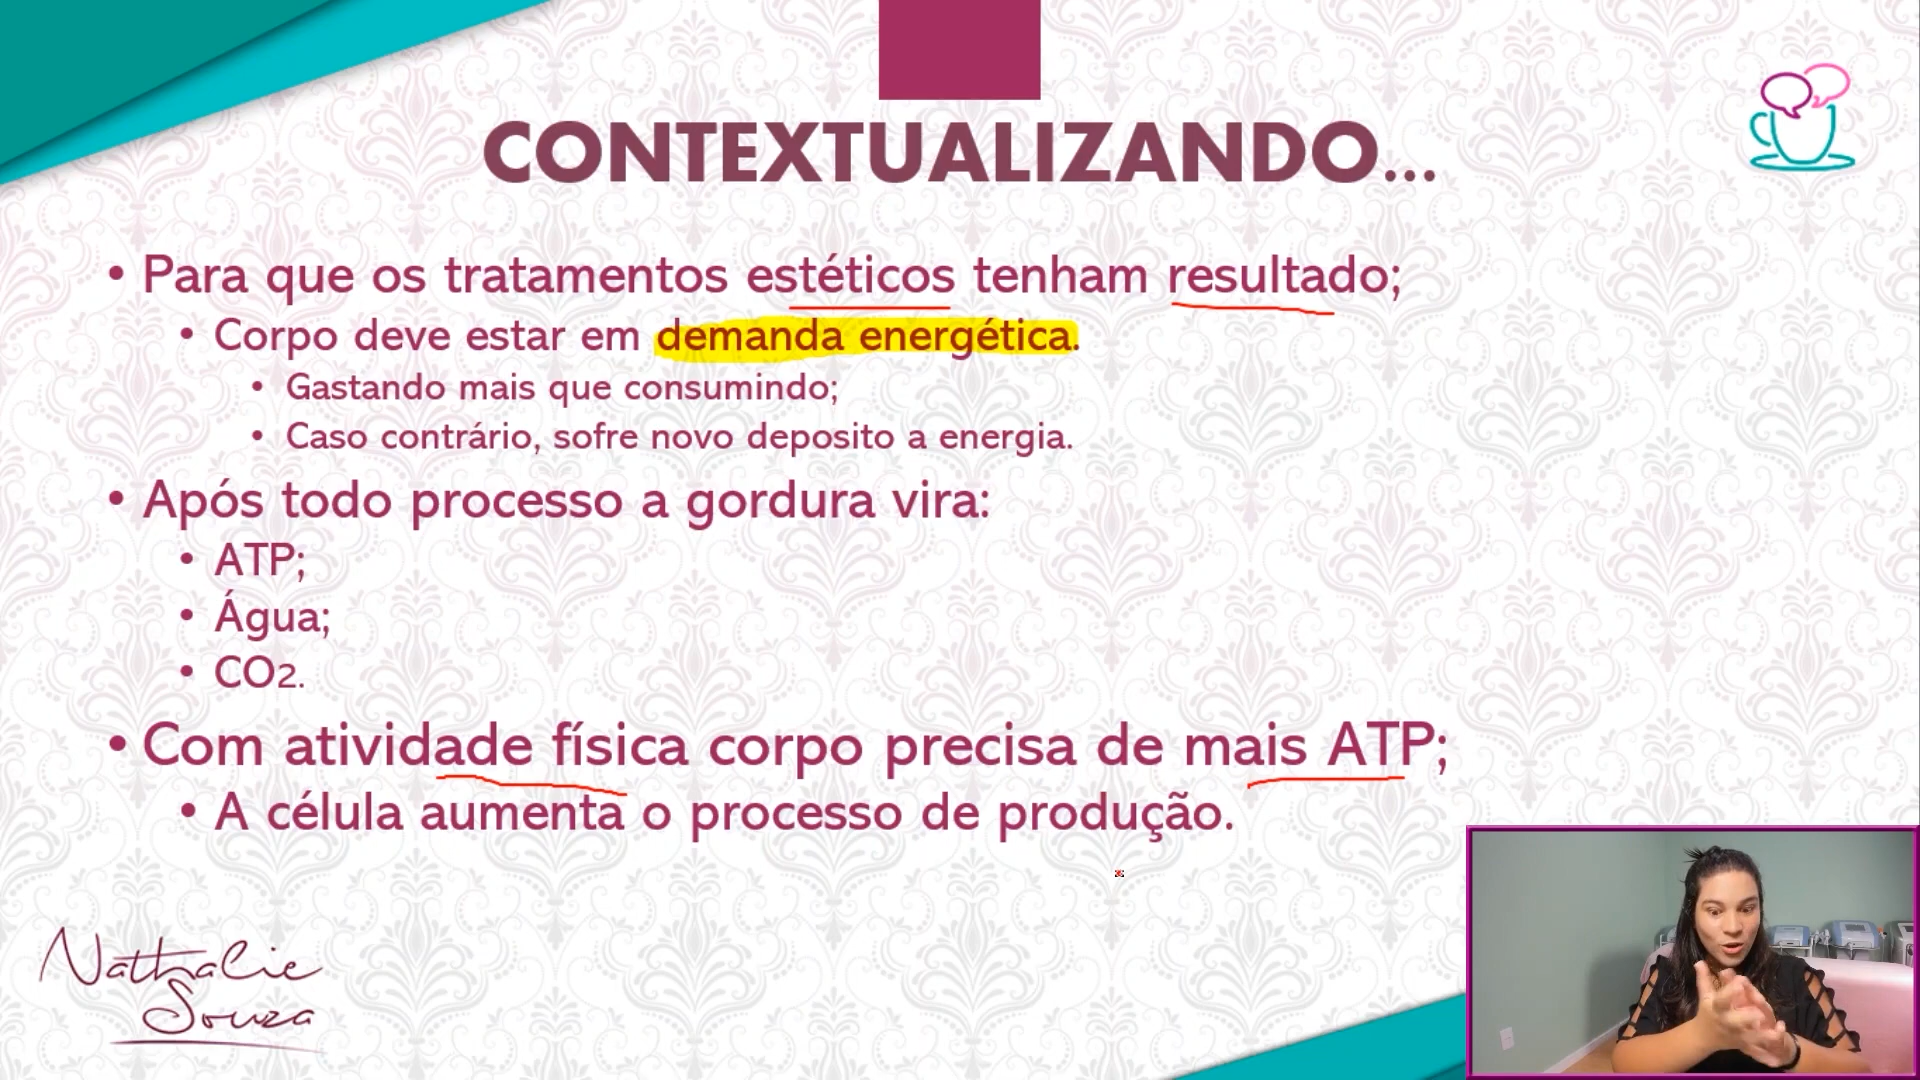 CONTEXTUALIZANDO...
• Para que os tratamentos estéticos tenham resultado;
• Corpo deve estar em demanda energética.
• Gastando mais que consumindo;
• Caso contrário, sofre novo deposito a energia.
• Após todo processo a gordura vira:
• ATP;
• Água;
• CO2.
• Com atividade física corpo precisa de mais ATP;
• A célula aumenta o processo de produção.
Nathalie
Souza